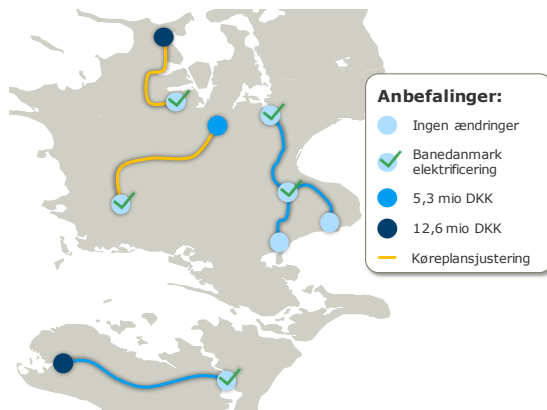 Anbefalinger:
Ingen ændringer
Banedanmark
elektrificering
5,3 mio DKK
12,6 mio DKK
Køreplansjustering